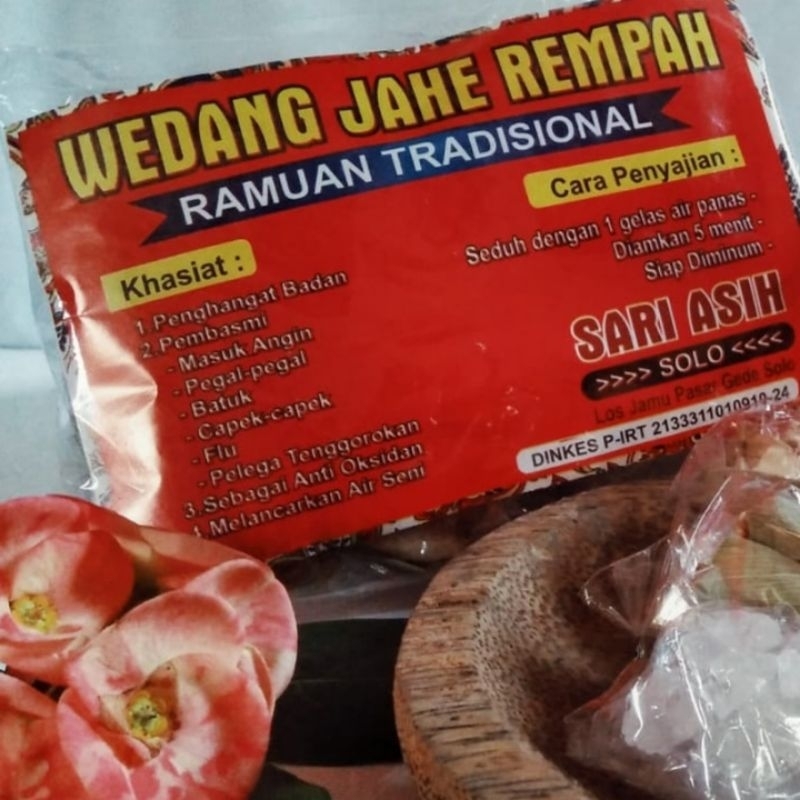 WEDANG JAHE REMPAH
RAMUAN TRADISIONAL
Khasiat :
1.Penghangat Badan
2.Pembasmi
- Masuk Angin
- Pegal-pegal
- Batuk
- Capek-capek
- Flu
- Pelega Tenggorokan
3.Sebagai Anti Oksidan
4.Melancarkan Air Seni
Cara Penyajian :
Seduh dengan 1 gelas air panas -
Diamkan 5 menit -
Siap Diminum -
SARI ASIH
>>>> SOLO <<<<
Los Jamu Pasar Gede Solo
DINKES P-IRT 2133311010910-24